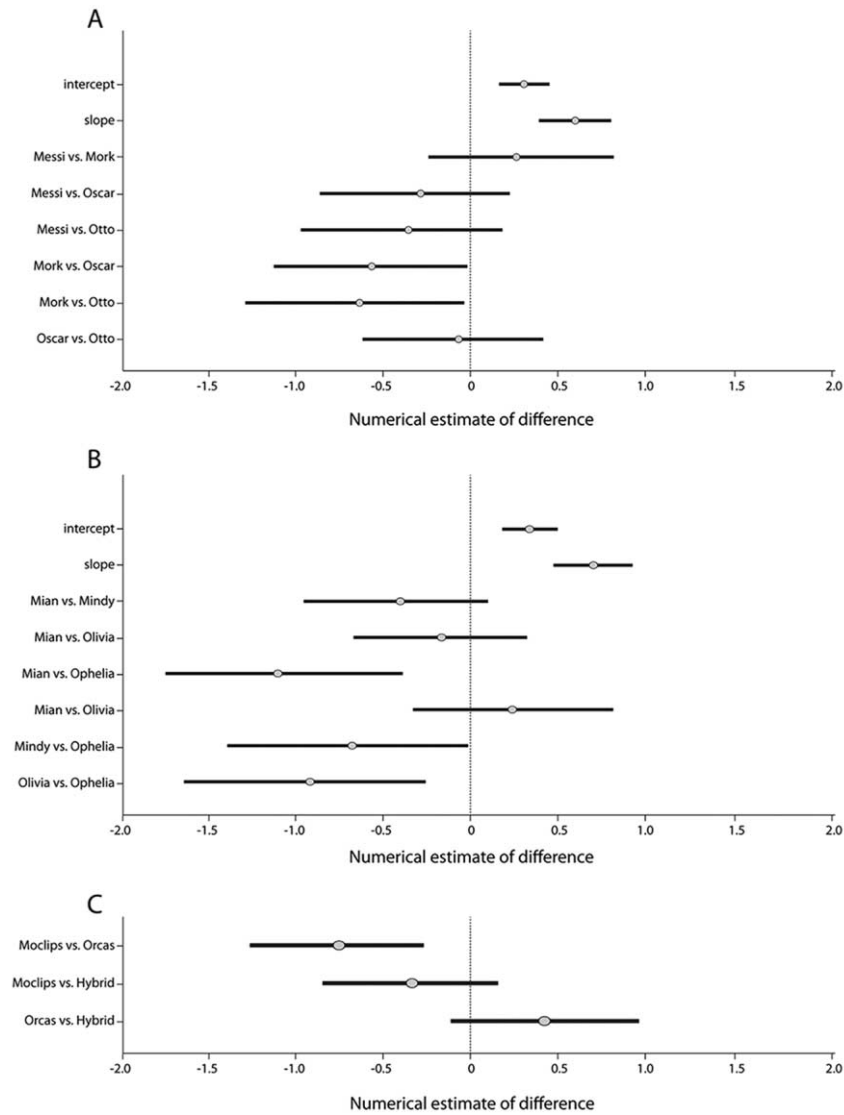 A
intercept
slope
Messi vs. Mork
Messi vs. Oscar
Messi vs. Otto
Mork vs. Oscar
Mork vs. Otto
Oscar vs. Otto
-2.0 -1.5 -1.0 -0.5 0 0.5 1.0 1.5 2.0
Numerical estimate of difference
B
intercept
slope
Mian vs. Mindy
Mian vs. Olivia
Mian vs. Ophelia
Mian vs. Olivia
Mindy vs. Ophelia
Olivia vs. Ophelia
-2.0 -1.5 -1.0 -0.5 0 0.5 1.0 1.5 2.0
Numerical estimate of difference
C
Moclips vs. Orcas
Moclips vs. Hybrid
Orcas vs. Hybrid
-2.0 -1.5 -1.0 -0.5 0 0.5 1.0 1.5 2.0
Numerical estimate of difference